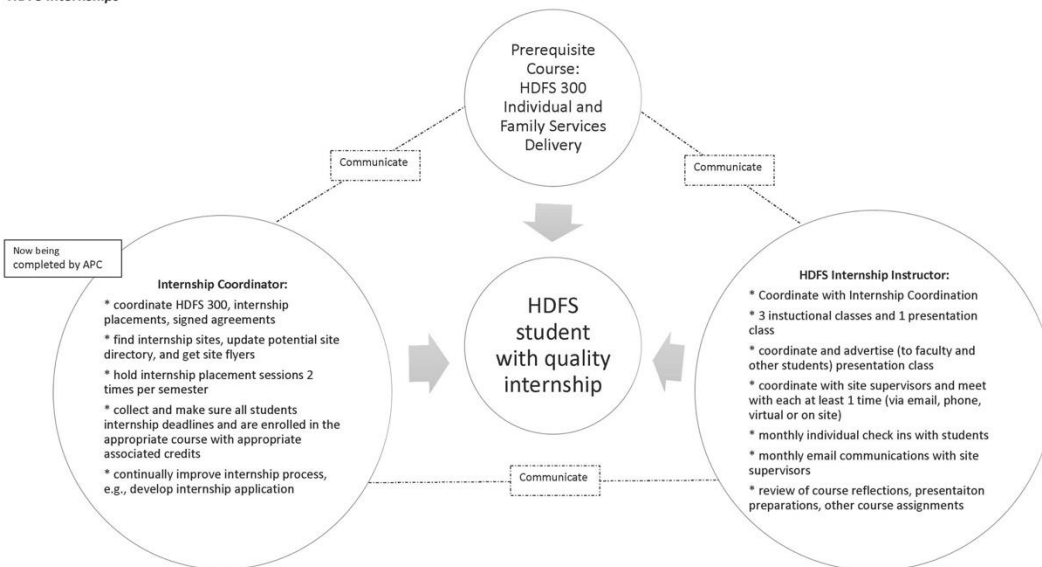 Prerequisite
Course:
HDFS 300
Individual and
Family Services
Delivery
Communicate
Communicate
Now being
completed by APC
Internship Coordinator:
* coordinate HDFS 300, internship
placements, signed agreements
* find internship sites, update potential site
directory, and get site flyers
* hold internship placement sessions 2
times per semester
* collect and make sure all students
internship deadlines and are enrolled in the
appropriate course with appropriate
associated credits
* continually improve internship process,
e.g., develop internship application
HDFS
student
with quality
internship
HDFS Internship Instructor:
* Coordinate with Internship Coordination
* 3 instuctional classes and 1 presentation
class
* coordinate and advertise (to faculty and
other students) presentation class
* coordinate with site supervisors and meet
with each at least 1 time (via email, phone,
virtual or on site)
* monthly individual check ins with students
* monthly email communications with site
supervisors
* review of course reflections, presentaiton
preparations, other course assignments
Communicate